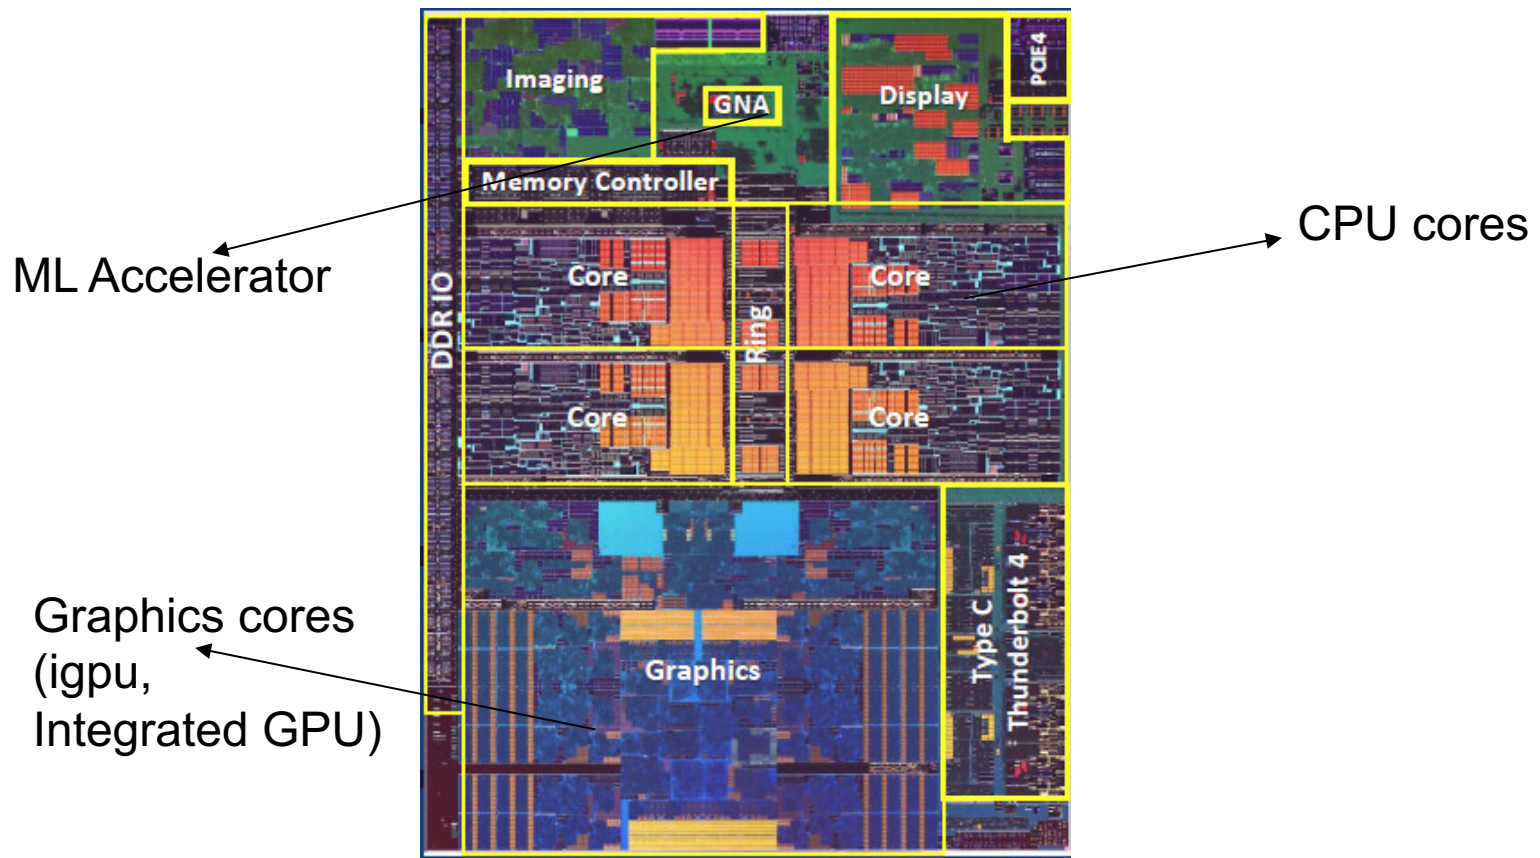 Imaging
GNA
Display
PCIE4
Memory Controller
ML Accelerator
CPU cores
DDR IO
Core
Ring
Core
Core
Core
Graphics cores
(igpu,
Integrated GPU)
Graphics
Type C
Thunderbolt 4